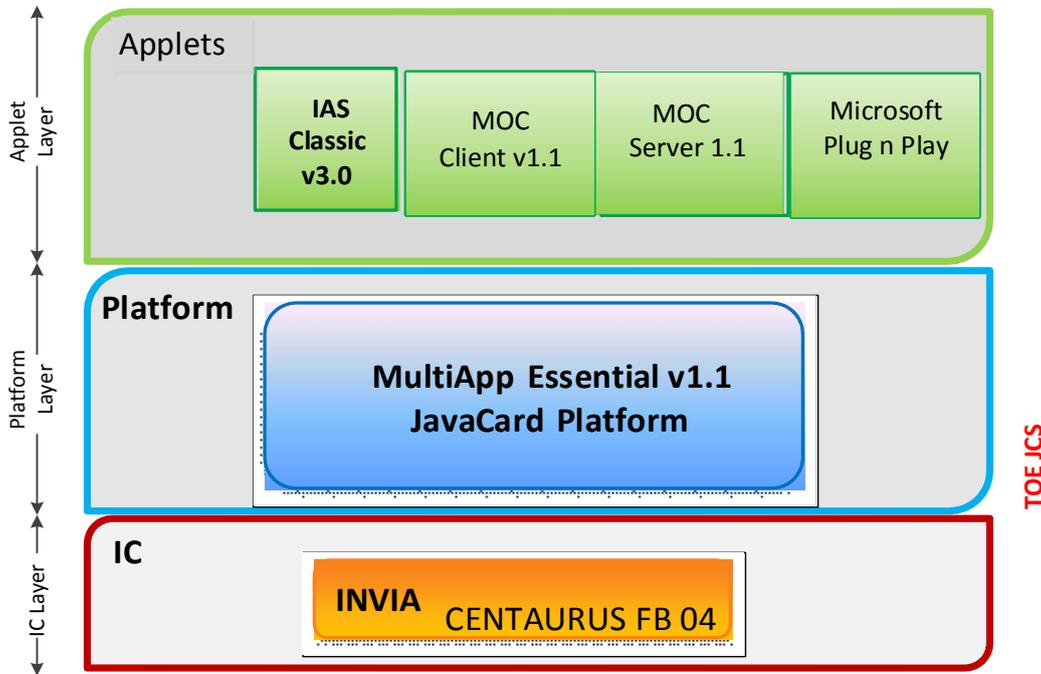 Applets
Applet
Layer
IAS
Classic
v3.0
MOC
Client v1.1
MOC
Server 1.1
Microsoft
Plug n Play
Platform
Platform
Layer
MultiApp Essential v1.1
JavaCard Platform
TOE JCS
IC
IC Layer
INVIA
CENTAURUS FB 04